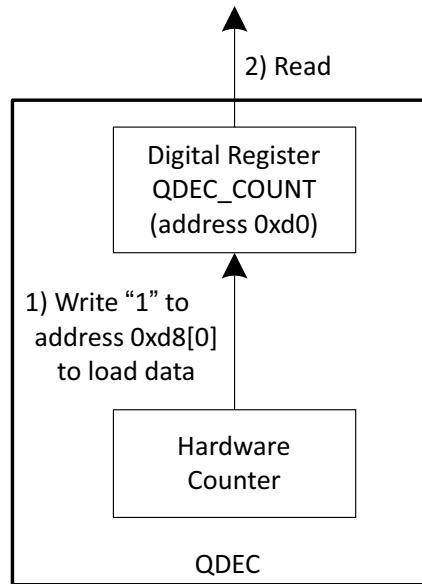 2) Read
Digital Register
QDEC_COUNT
(address 0xd0)
1) Write “1” to
address 0xd8[0]
to load data
Hardware
Counter
QDEC